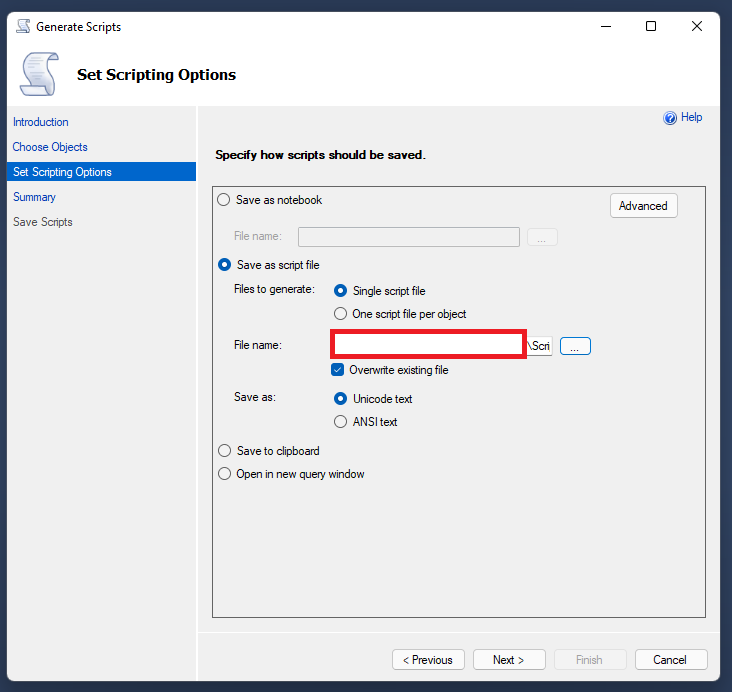 Generate Scripts
Set Scripting Options
Help
Introduction
Choose Objects
Set Scripting Options
Summary
Save Scripts
Specify how scripts should be saved.
Save as notebook
Advanced
File name:
...
Save as script file
Files to generate:
Single script file
One script file per object
File name:
\Scri
...
Overwrite existing file
Save as:
Unicode text
ANSI text
Save to clipboard
Open in new query window
< Previous
Next >
Finish
Cancel